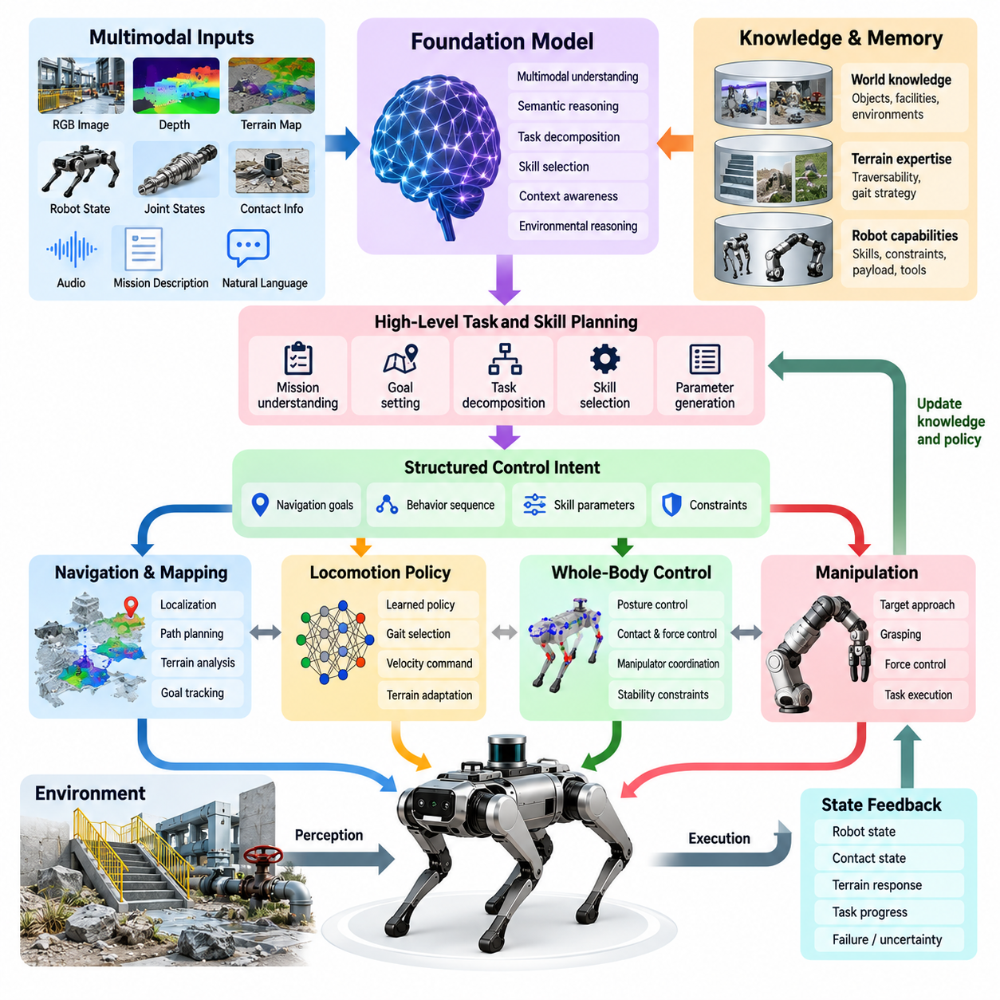 Multimodal Inputs
RGB Image
Depth
Terrain Map
Robot State
Joint States
Contact Info
Audio
Mission Description
Natural Language
Foundation Model
Multimodal understanding
Semantic reasoning
Task decomposition
Skill selection
Context awareness
Environmental reasoning
Knowledge & Memory
World knowledge
Objects, facilities,
environments
Terrain expertise
Traversability,
gait strategy
Robot capabilities
Skills, constraints,
payload, tools
High-Level Task and Skill Planning
Mission
understanding
Goal
setting
Task
decomposition
Skill
selection
Parameter
generation
Update
knowledge
and policy
Structured Control Intent
Navigation goals
Behavior sequence
Skill parameters
Constraints
Navigation & Mapping
Localization
Path planning
Terrain analysis
Goal tracking
Locomotion Policy
Learned policy
Gait selection
Velocity command
Terrain adaptation
Whole-Body Control
Posture control
Contact & force control
Manipulator coordination
Stability constraints
Manipulation
Target approach
Grasping
Force control
Task execution
Environment
Perception
Execution
State Feedback
Robot state
Contact state
Terrain response
Task progress
Failure / uncertainty